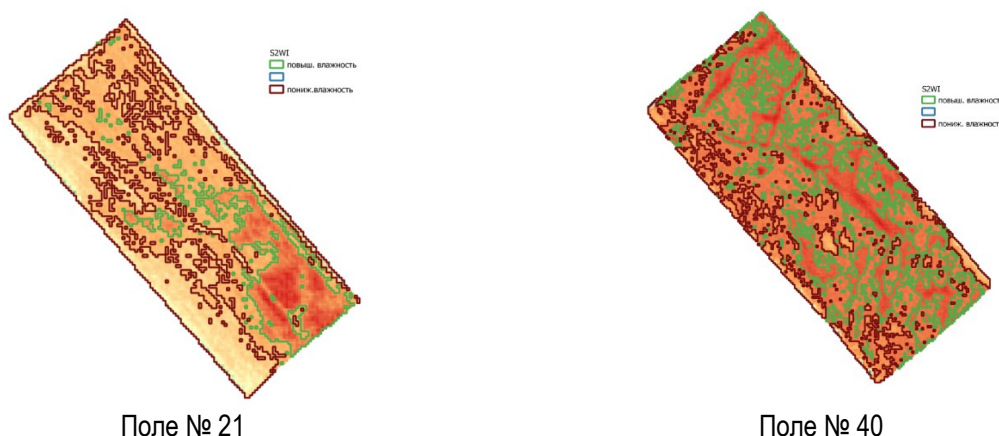 S2WI
повыш. влажность
пониж.влажность
S2WI
повыш. влажност
пониж. влажност
Поле № 21
Поле № 40